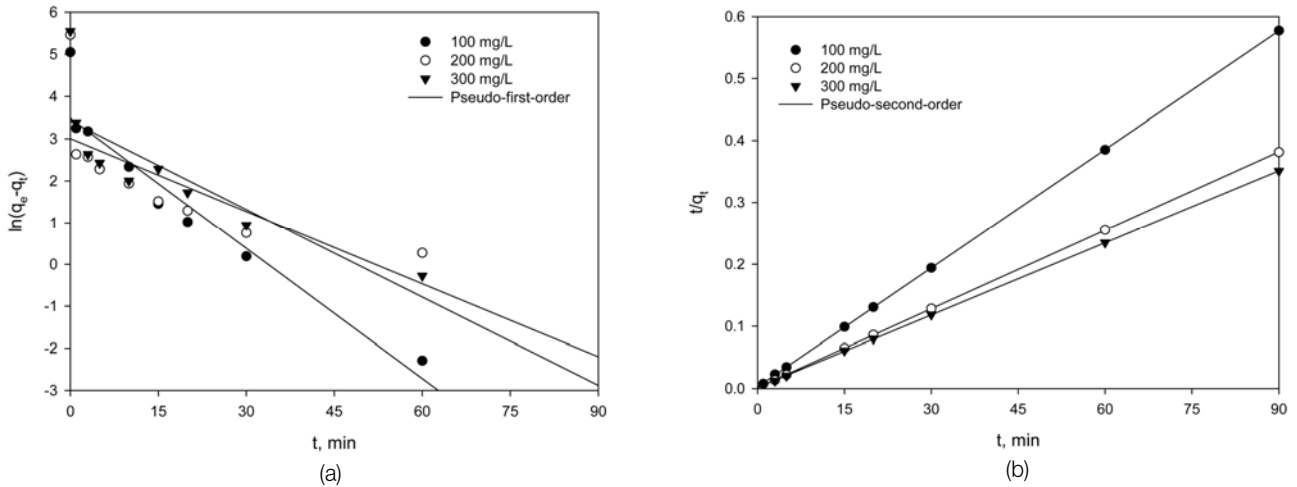 6
5
4
3
2
1
0
-1
-2
-3
ln(qₑ-qₜ)
100 mg/L
200 mg/L
300 mg/L
Pseudo-first-order
0 15 30 45 60 75 90
t, min
(a)
0.6
0.5
0.4
0.3
0.2
0.1
0.0
t/qₜ
100 mg/L
200 mg/L
300 mg/L
Pseudo-second-order
0 15 30 45 60 75 90
t, min
(b)